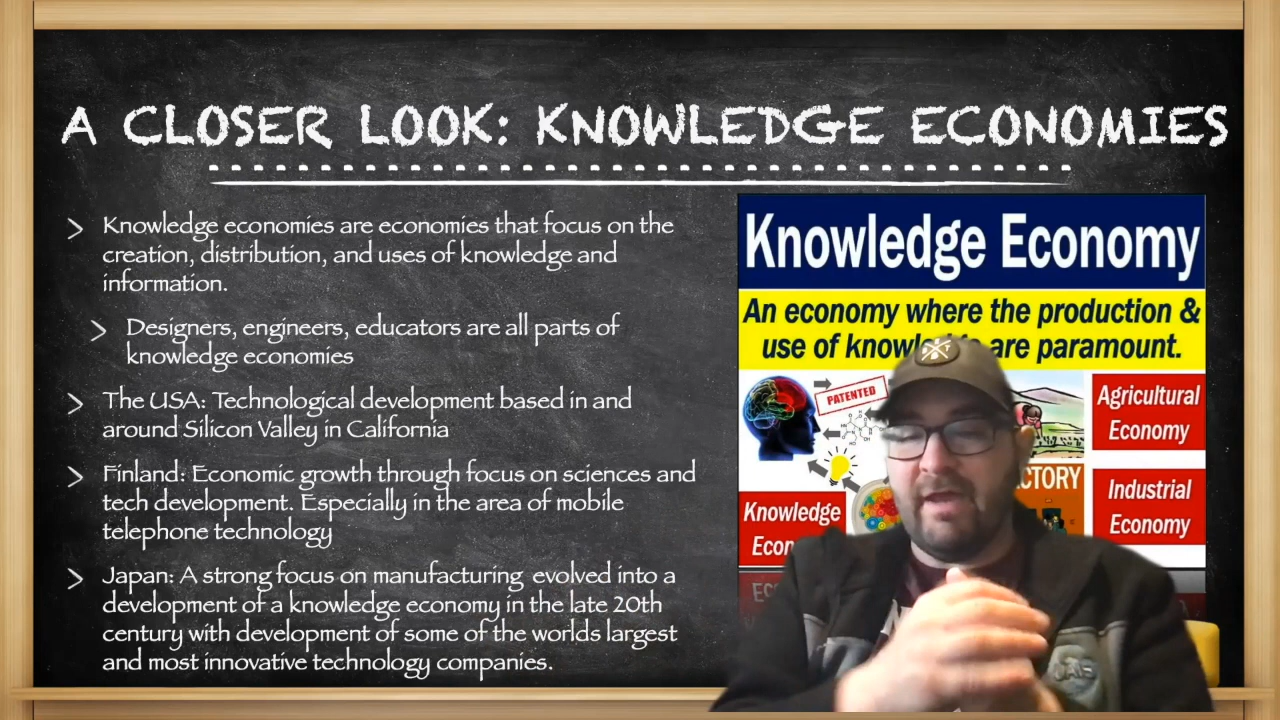 A CLOSER LOOK: KNOWLEDGE ECONOMIES
Knowledge economies are economies that focus on the
creation, distribution, and uses of knowledge and
information.
Designers, engineers, educators are all parts of
knowledge economies
The USA: Technological development based in and
around Silicon Valley in California
Finland: Economic growth through focus on sciences and
tech development. Especially in the area of mobile
telephone technology
Japan: A strong focus on manufacturing evolved into a
development of a knowledge economy in the late 20th
century with development of some of the worlds largest
and most innovative technology companies.
Knowledge Economy
An economy where the production &
use of are paramount.
PATENTED
Agricultural
Economy
Industrial
Economy
Knowledge